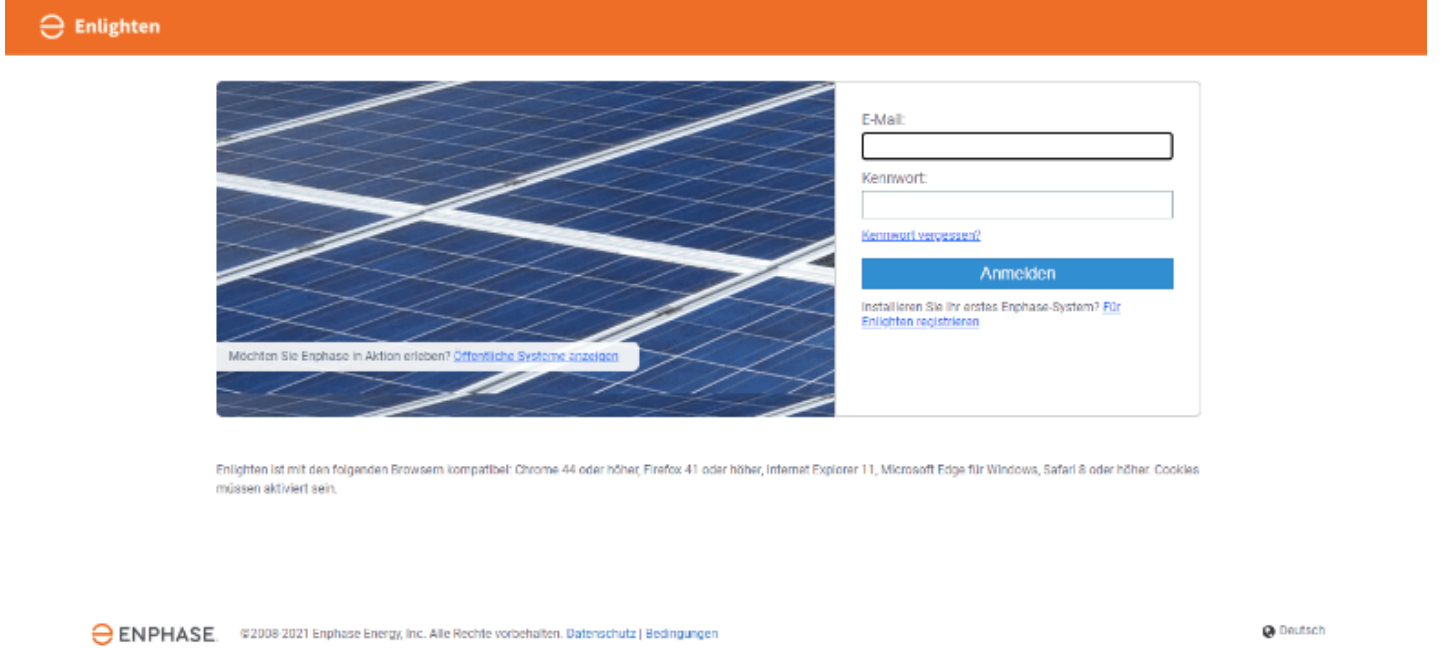 Enlighten
E-Mail:
Kennwort:
Kennwort vergessen?
Anmelden
Installieren Sie Ihr erstes Enphase-System? Für
Enlighten registrieren
Möchten Sie Enphase in Aktion erleben? Öffentliche Systeme anzeigen
Enlighten ist mit den folgenden Browsern kompatibel: Chrome 44 oder höher, Firefox 41 oder höher, Internet Explorer 11, Microsoft Edge für Windows, Safari 8 oder höher. Cookies
müssen aktiviert sein.
ENPHASE. ©2008-2021 Enphase Energy, Inc. Alle Rechte vorbehalten. Datenschutz | Bedingungen
Deutsch